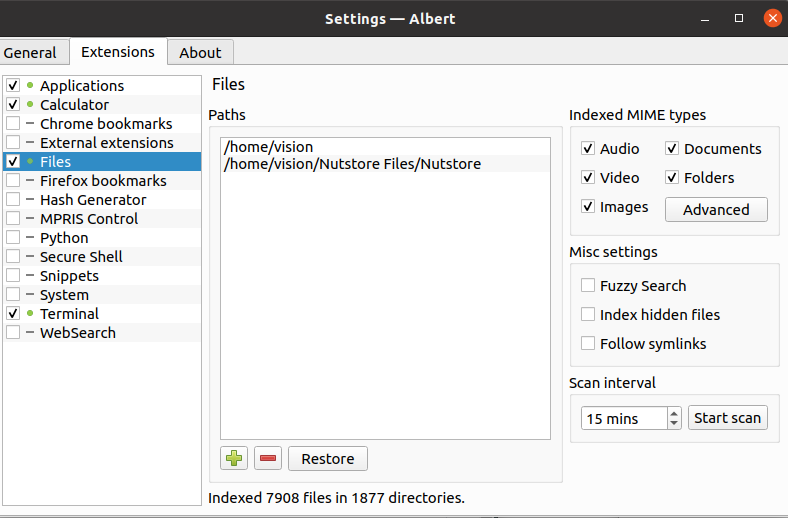 Settings — Albert
General
Extensions
About
Applications
Calculator
Chrome bookmarks
External extensions
Files
Firefox bookmarks
Hash Generator
MPRIS Control
Python
Secure Shell
Snippets
System
Terminal
WebSearch
Files
Paths
/home/vision
/home/vision/Nutstore Files/Nutstore
Restore
Indexed 7908 files in 1877 directories.
Indexed MIME types
Audio
Documents
Video
Folders
Images
Advanced
Misc settings
Fuzzy Search
Index hidden files
Follow symlinks
Scan interval
15 mins
Start scan